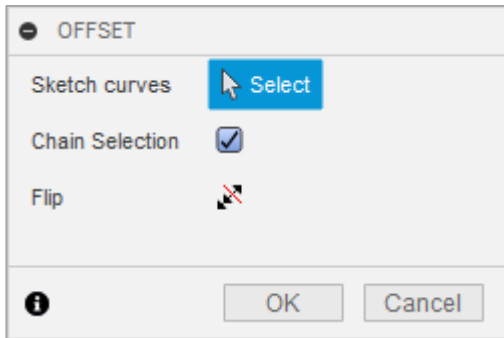 OFFSET
Sketch curves Select
Chain Selection
Flip
OK Cancel